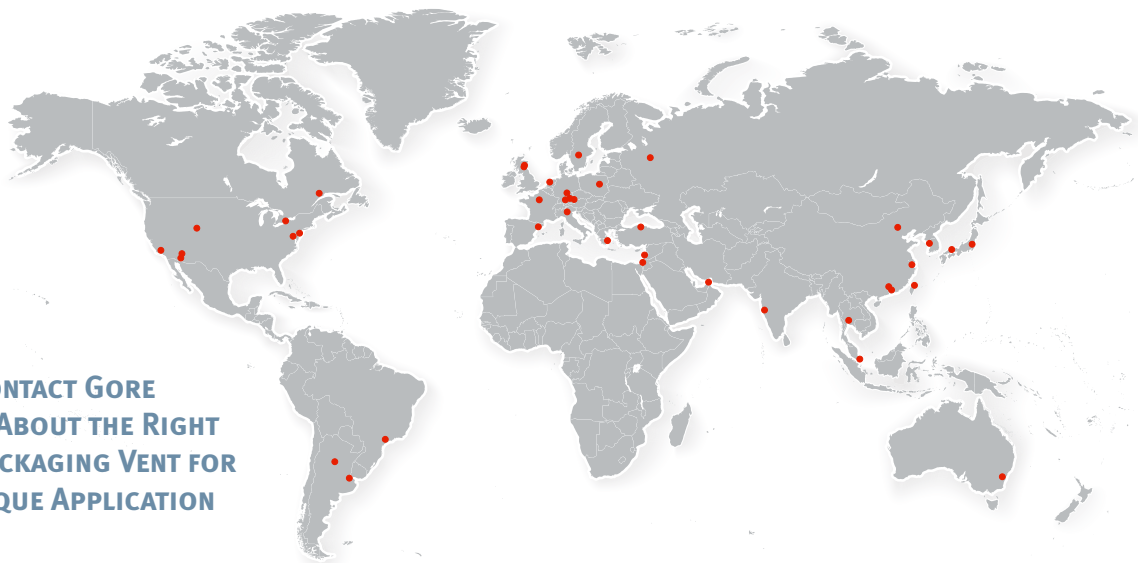 ONTACT GORE
ABOUT THE RIGHT
CKAGING VENT FOR
QUE APPLICATION